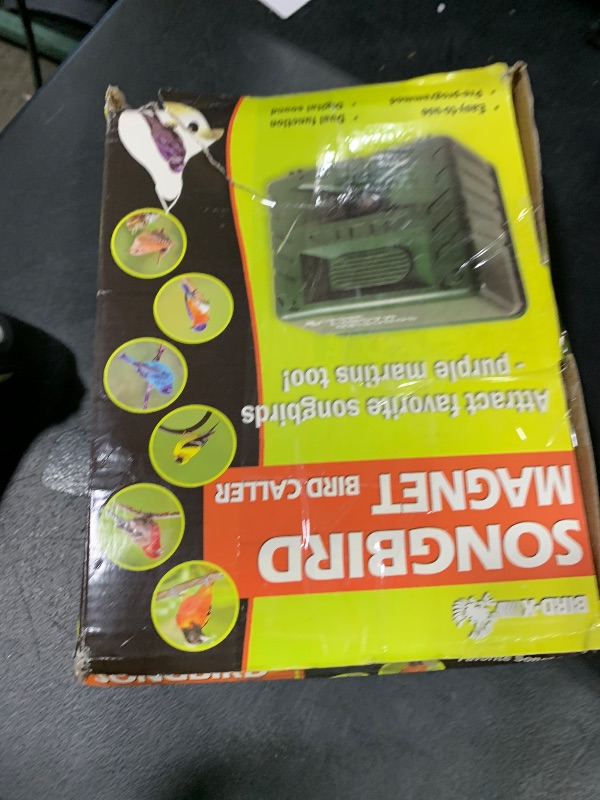 BIRD-X
SONGBIRD
MAGNET BIRD CALLER
Attract favorite songbirds
- purple martins too!
• Easy-to-use
• Pre-programmed
• Dual function
• Digital sound
SONGBIRD